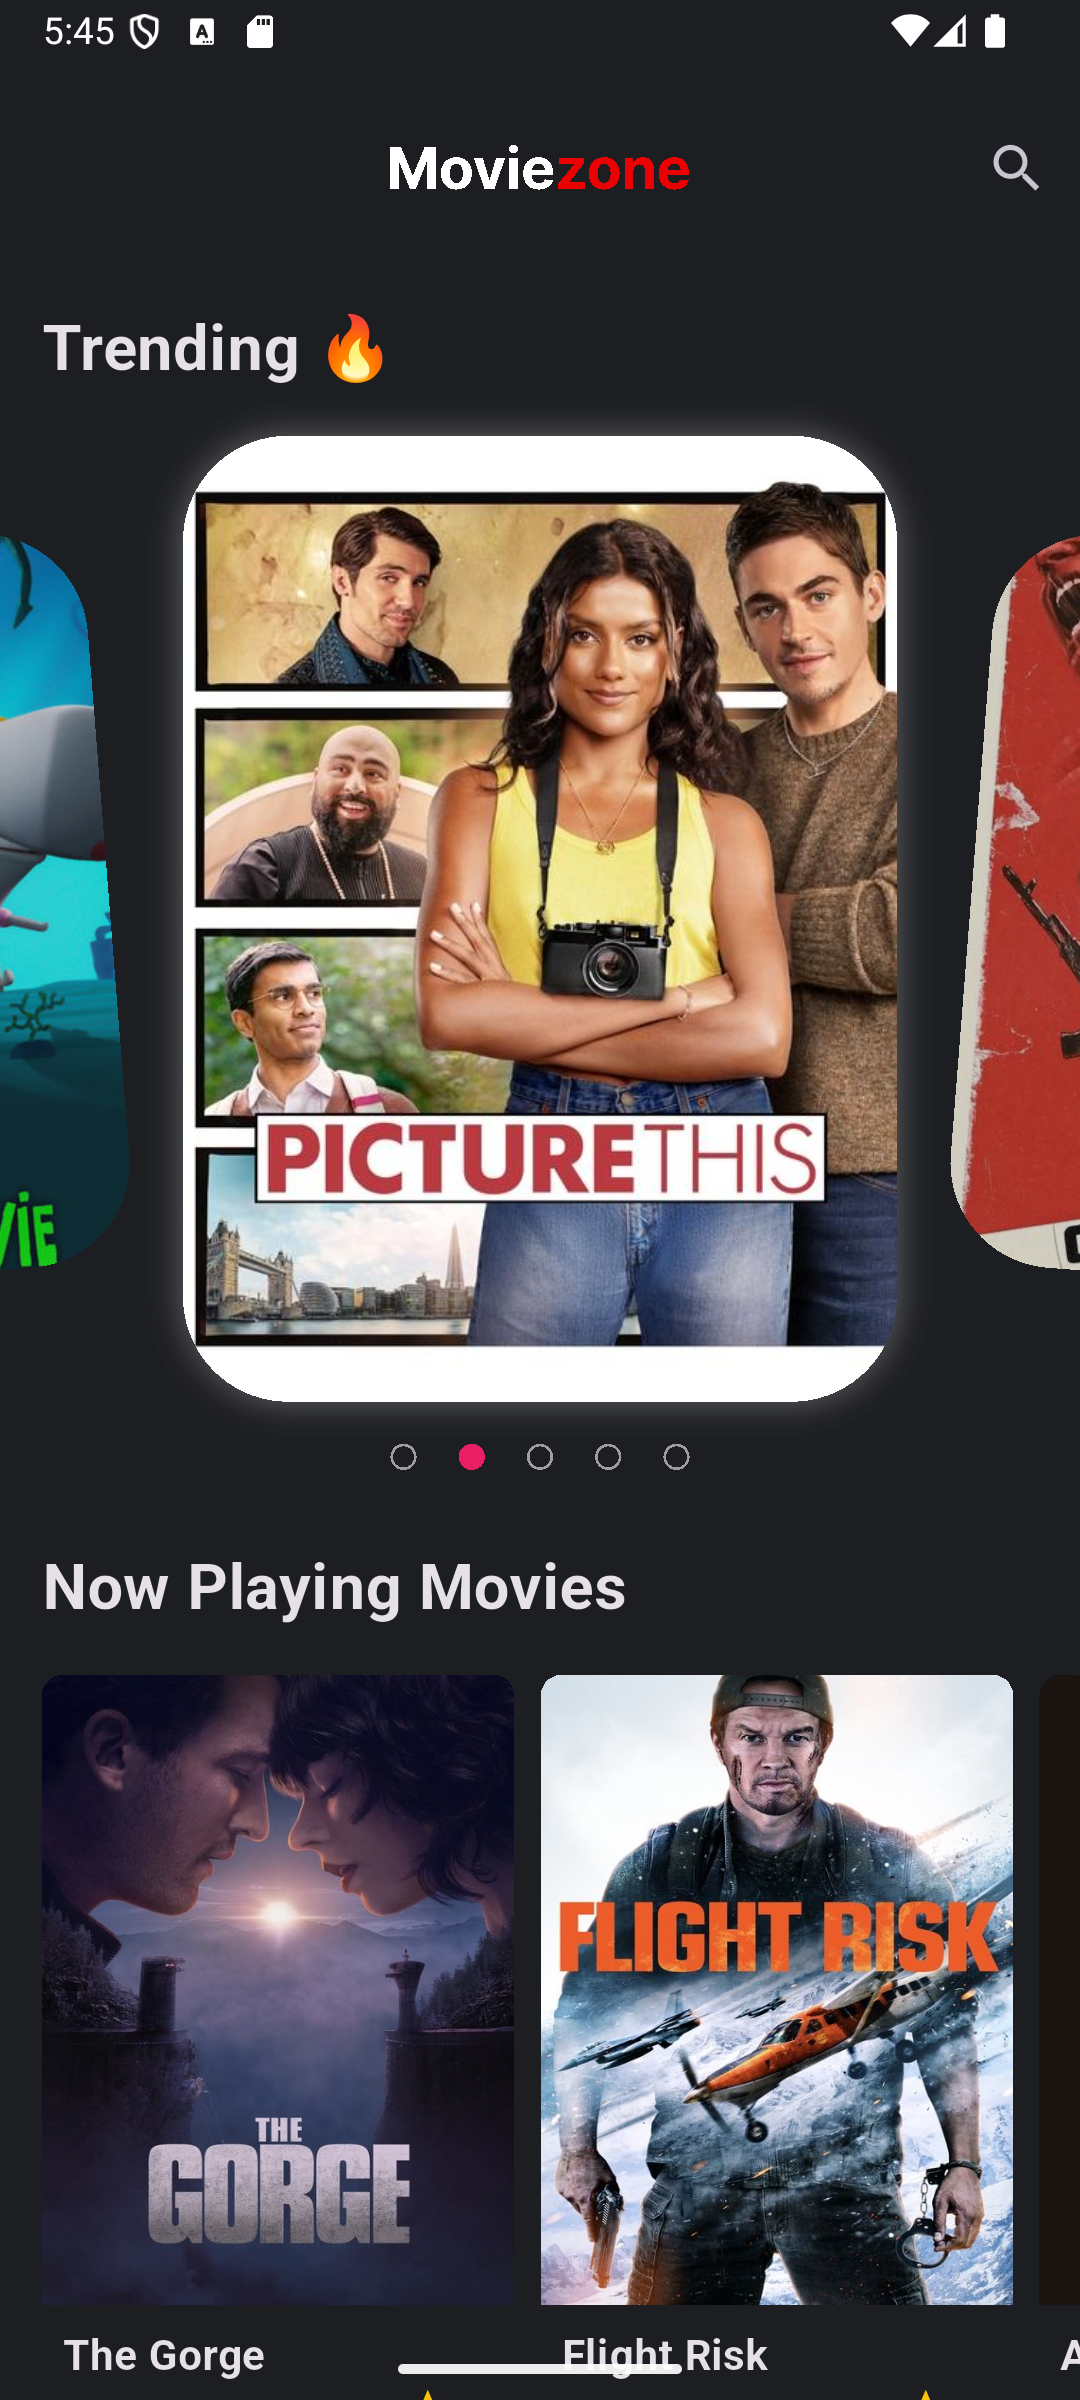 5:45
Moviezone
Trending 🔥
PICTURETHIS
VIE
Now Playing Movies
FLIGHT RISK
THE
GORGE
The Gorge
Flight Risk
A